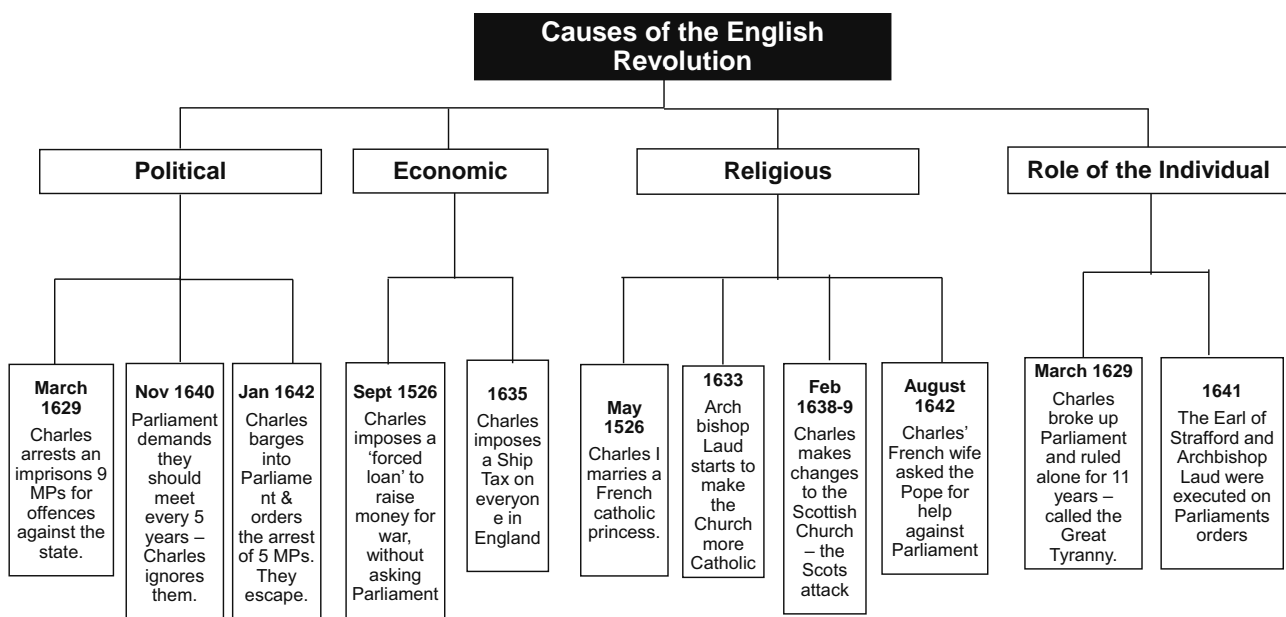 Causes of the English
Revolution
Political
Economic
Religious
Role of the Individual
March
1629
Charles
arrests an
imprisons 9
MPs for
offences
against the
state.
Nov 1640
Parliament
demands
they
should
meet
every 5
years –
Charles
ignores
them.
Jan 1642
Charles
barges
into
Parliame
nt &
orders
the arrest
of 5 MPs.
They
escape.
Sept 1526
Charles
imposes a
‘forced
loan’ to
raise
money for
war,
without
asking
Parliament
1635
Charles
imposes
a Ship
Tax on
everyon
e in
England
May
1526
Charles I
marries a
French
catholic
princess.
1633
Arch
bishop
Laud
starts to
make
the
Church
more
Catholic
Feb
1638-9
Charles
makes
changes
to the
Scottish
Church
– the
Scots
attack
August
1642
Charles’
French wife
asked the
Pope for
help
against
Parliament
March 1629
Charles
broke up
Parliament
and ruled
alone for 11
years –
called the
Great
Tyranny.
1641
The Earl of
Strafford and
Archbishop
Laud were
executed on
Parliaments
orders